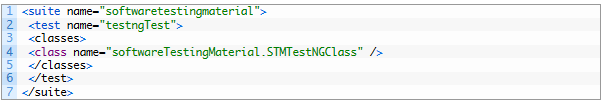 1 <suite name="softwaretestingmaterial">
2 <test name="testngTest">
3 <classes>
4 <class name="softwareTestingMaterial.STMTestNGClass" />
5 </classes>
6 </test>
7 </suite>